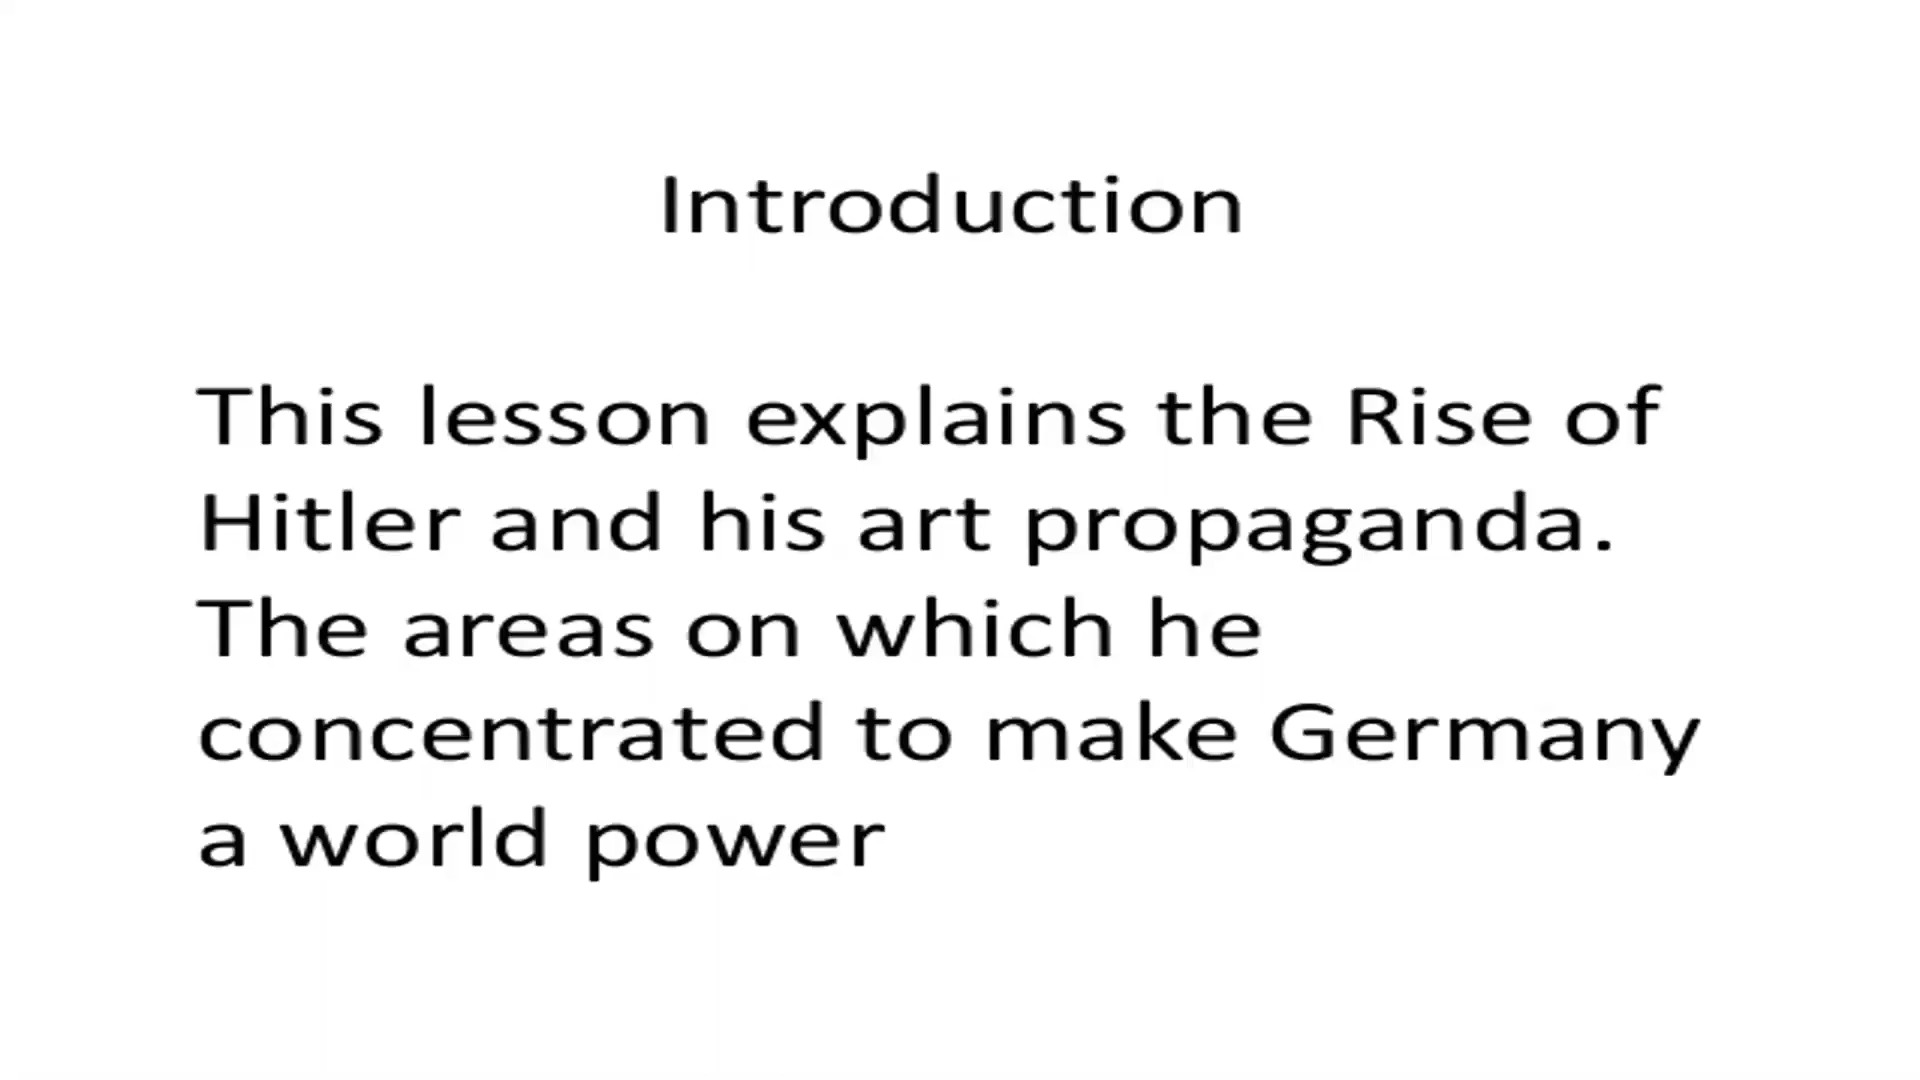 Introduction
This lesson explains the Rise of
Hitler and his art propaganda.
The areas on which he
concentrated to make Germany
a world power